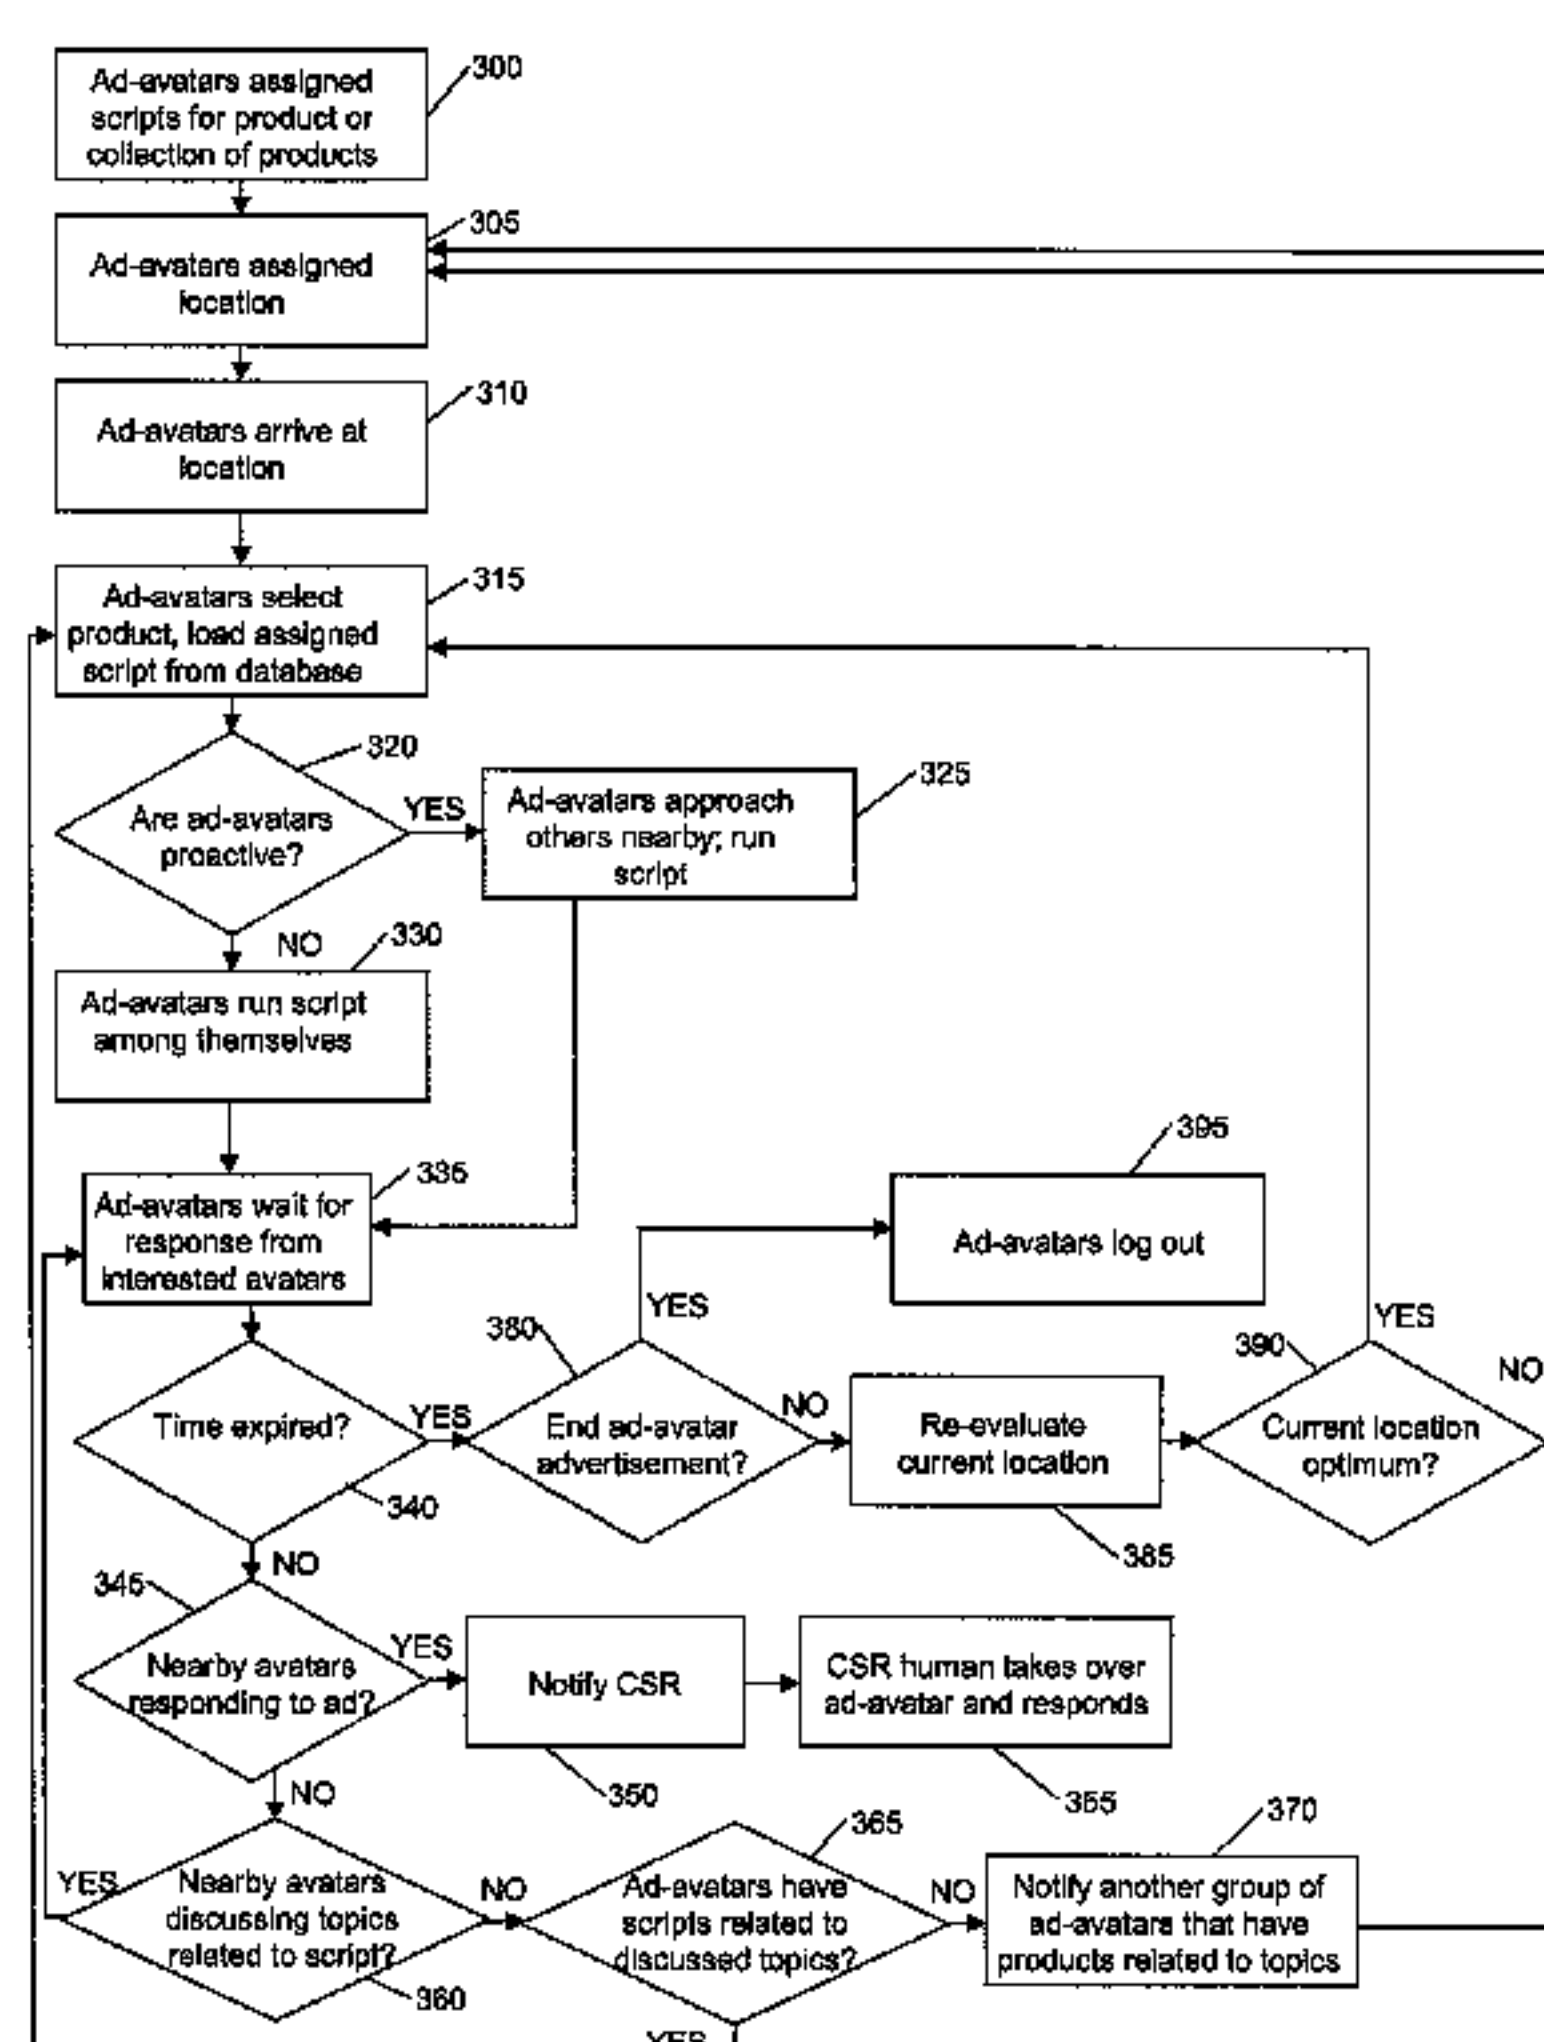 Ad-avatars assigned
scripts for product or
collection of products
300
Ad-avatars assigned
location
305
Ad-avatars arrive at
location
310
Ad-avatars select
product, load assigned
script from database
315
Are ad-avatars
proactive?
320
YES
Ad-avatars approach
others nearby; run
script
325
NO
330
Ad-avatars run script
among themselves
Ad-avatars wait for
response from
interested avatars
335
395
Ad-avatars log out
YES
380
YES
390
NO
Time expired?
340
YES
End ad-avatar
advertisement?
NO
Re-evaluate
current location
385
Current location
optimum?
NO
345
Nearby avatars
responding to ad?
YES
Notify CSR
350
CSR human takes over
ad-avatar and responds
355
NO
YES
Nearby avatars
discussing topics
related to script?
360
NO
365
Ad-avatars have
scripts related to
discussed topics?
NO
370
Notify another group of
ad-avatars that have
products related to topics
YES